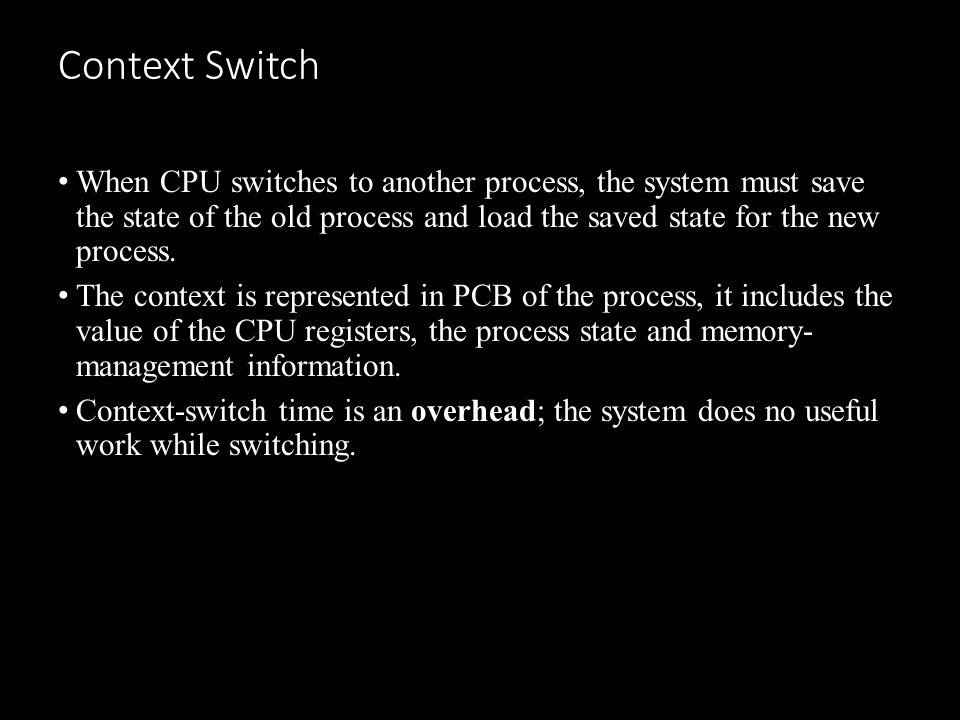 Context Switch
• When CPU switches to another process, the system must save
the state of the old process and load the saved state for the new
process.
• The context is represented in PCB of the process, it includes the
value of the CPU registers, the process state and memory-
management information.
• Context-switch time is an overhead; the system does no useful
work while switching.